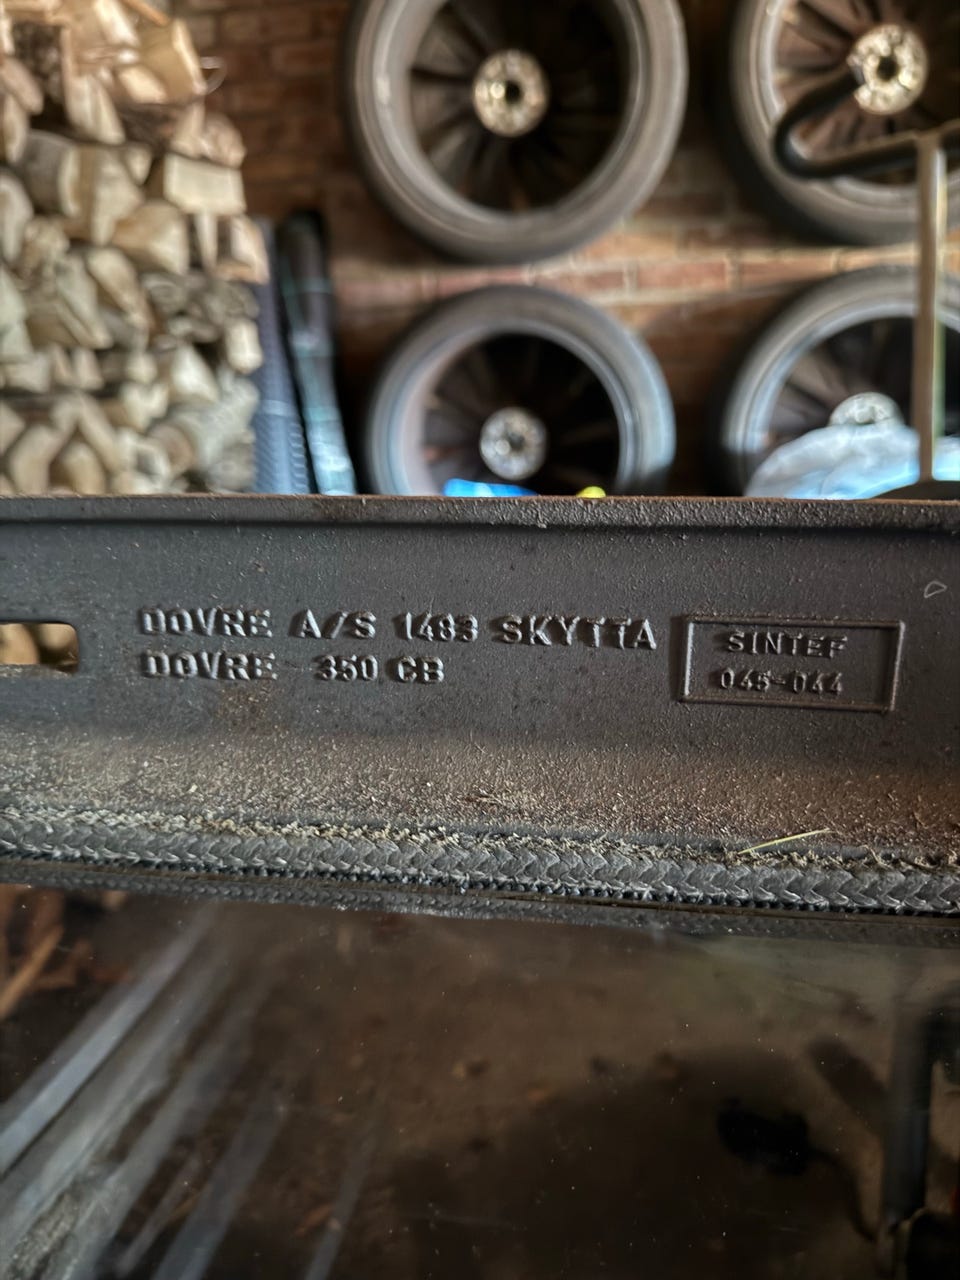 DOVRE A/S 1483 SKYTTA
DOVRE 350 CB
SINTEF
045-044